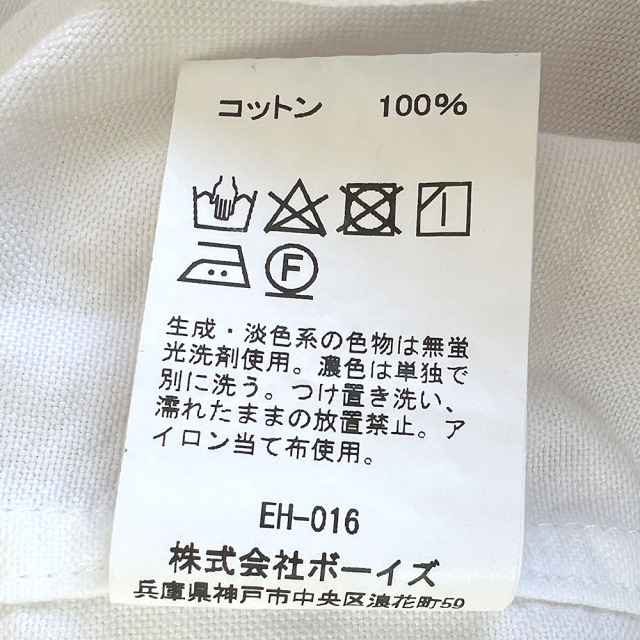 コットン 100%
F
生成・淡色系の色物は無蛍
光洗剤使用。濃色は単独で
別に洗う。つけ置き洗い、
濡れたままの放置禁止。ア
イロン当て布使用。
EH-016
株式会社ボーイズ
兵庫県神戸市中央区浪花町59